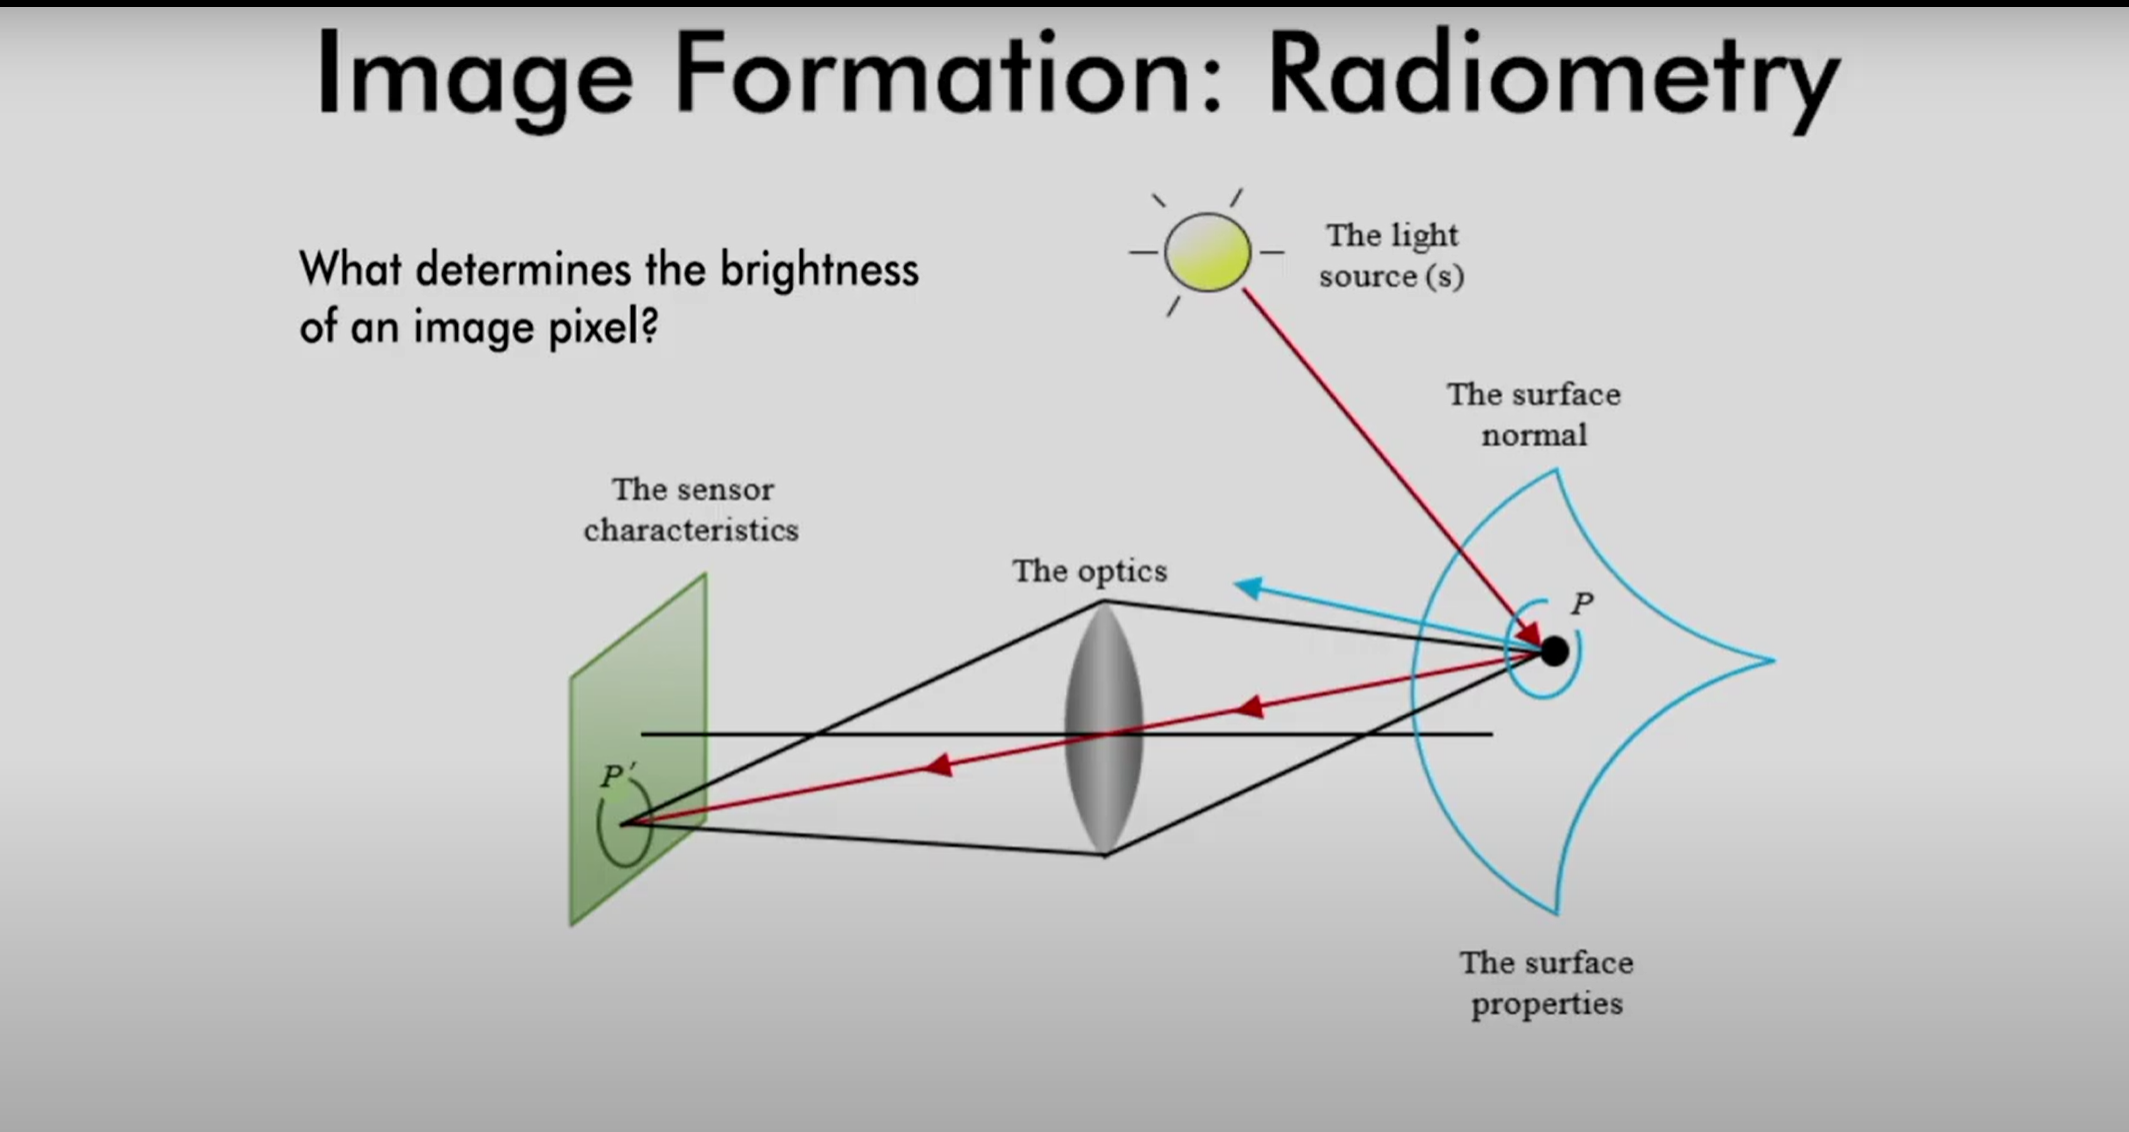 Image Formation: Radiometry
What determines the brightness
of an image pixel?
The light
source (s)
The surface
normal
The sensor
characteristics
The optics
P
P′
The surface
properties